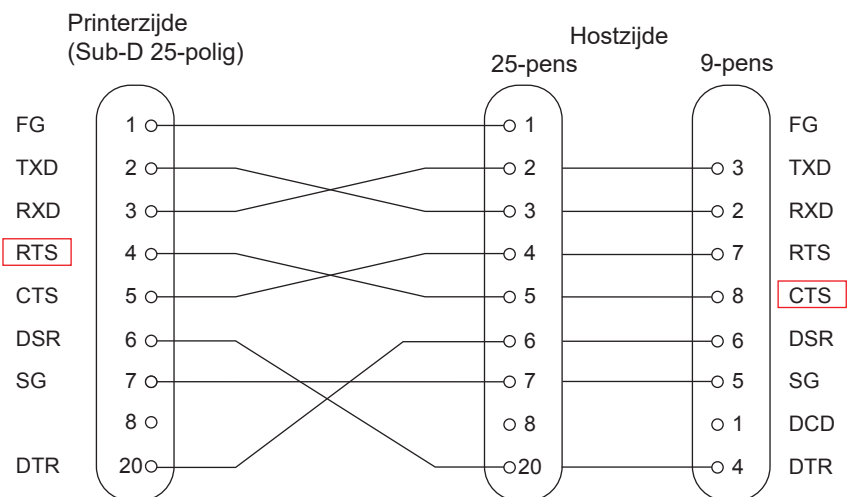 Printerzijde
(Sub-D 25-polig)
Hostzijde
25-pens 9-pens
FG 1 1 FG
TXD 2 2 3 TXD
RXD 3 3 2 RXD
RTS 4 4 7 RTS
CTS 5 5 8 CTS
DSR 6 6 6 DSR
SG 7 7 5 SG
8 8 1 DCD
DTR 20 20 4 DTR